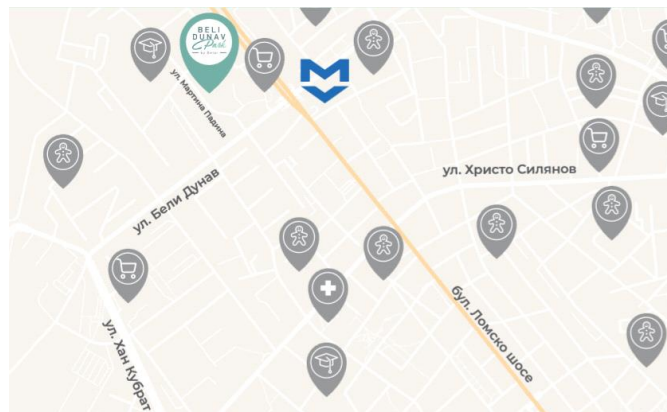 BELI
DUNAV
Park
ул. Мартина Падина
ул. Бели Дунав
ул. Христо Силянов
бул. Ломско шосе
ул. Хан Кубрат